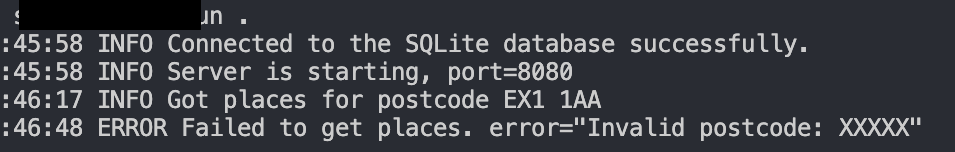 un .
:45:58 INFO Connected to the SQLite database successfully.
:45:58 INFO Server is starting, port=8080
:46:17 INFO Got places for postcode EX1 1AA
:46:48 ERROR Failed to get places. error="Invalid postcode: XXXXX"